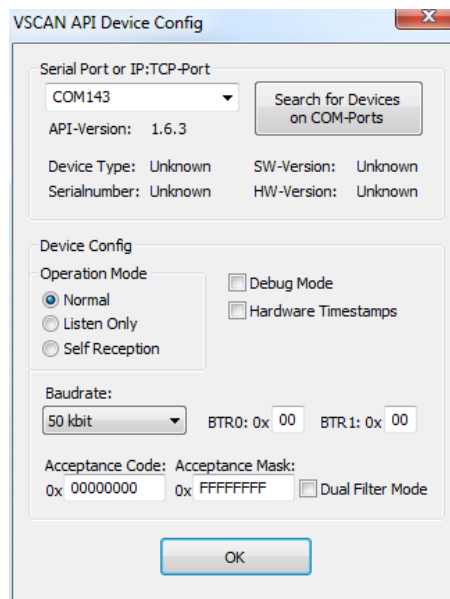 VSCAN API Device Config
Serial Port or IP:TCP-Port
COM143
Search for Devices
on COM-Ports
API-Version: 1.6.3
Device Type: Unknown SW-Version: Unknown
Serialnumber: Unknown HW-Version: Unknown
Device Config
Operation Mode
Normal
Listen Only
Self Reception
Debug Mode
Hardware Timestamps
Baudrate:
50 kbit BTR0: 0x 00 BTR1: 0x 00
Acceptance Code: Acceptance Mask:
0x 00000000 0x FFFFFFFF Dual Filter Mode
OK